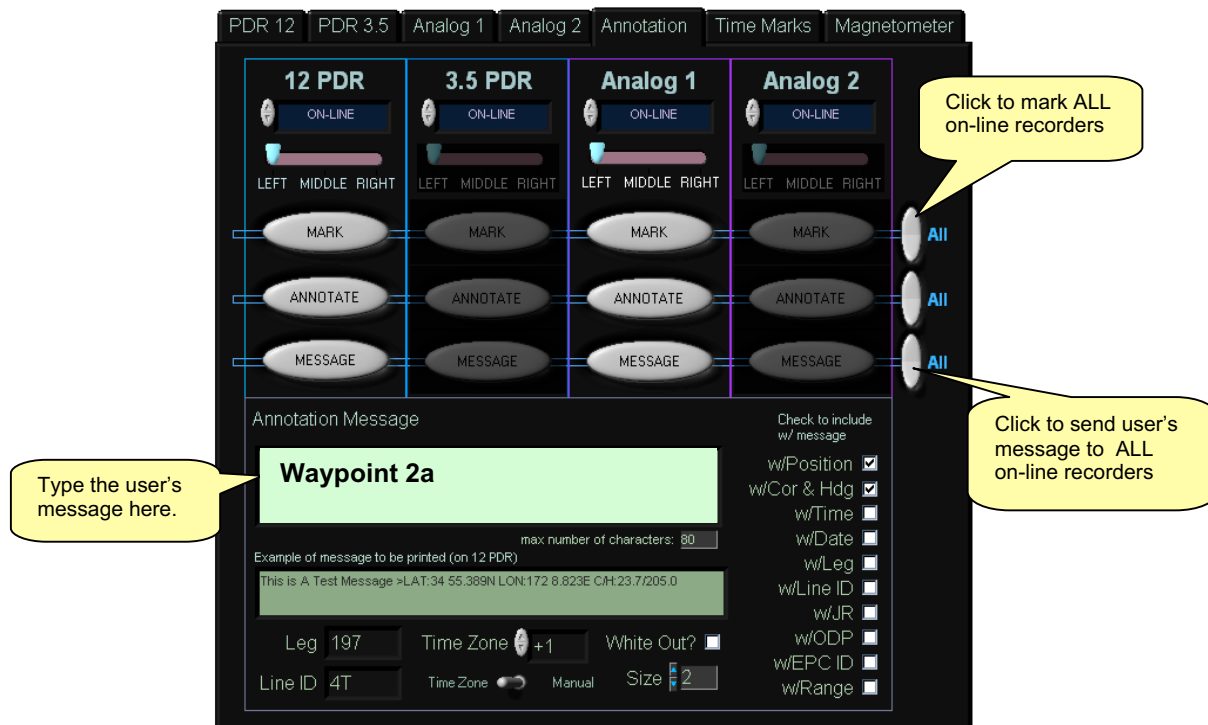 PDR 12 PDR 3.5 Analog 1 Analog 2 Annotation Time Marks Magnetometer
12 PDR 3.5 PDR Analog 1 Analog 2
ON-LINE ON-LINE ON-LINE ON-LINE
LEFT MIDDLE RIGHT LEFT MIDDLE RIGHT LEFT MIDDLE RIGHT LEFT MIDDLE RIGHT
MARK MARK MARK MARK All
ANNOTATE ANNOTATE ANNOTATE ANNOTATE All
MESSAGE MESSAGE MESSAGE MESSAGE All
Click to mark ALL
on-line recorders
Click to send user's
message to ALL
on-line recorders
Type the user's
message here.
Annotation Message
Waypoint 2a
max number of characters: 80
Example of message to be printed (on 12 PDR)
This is A Test Message >LAT:34 55.389N LON:172 8.823E C/H:23.7/205.0
Check to include
w/ message
w/Position
w/Cor & Hdg
w/Time
w/Date
w/Leg
w/Line ID
w/JR
w/ODP
w/EPC ID
w/Range
Leg 197 Time Zone +1 White Out?
Line ID 4T Time Zone Manual Size 2